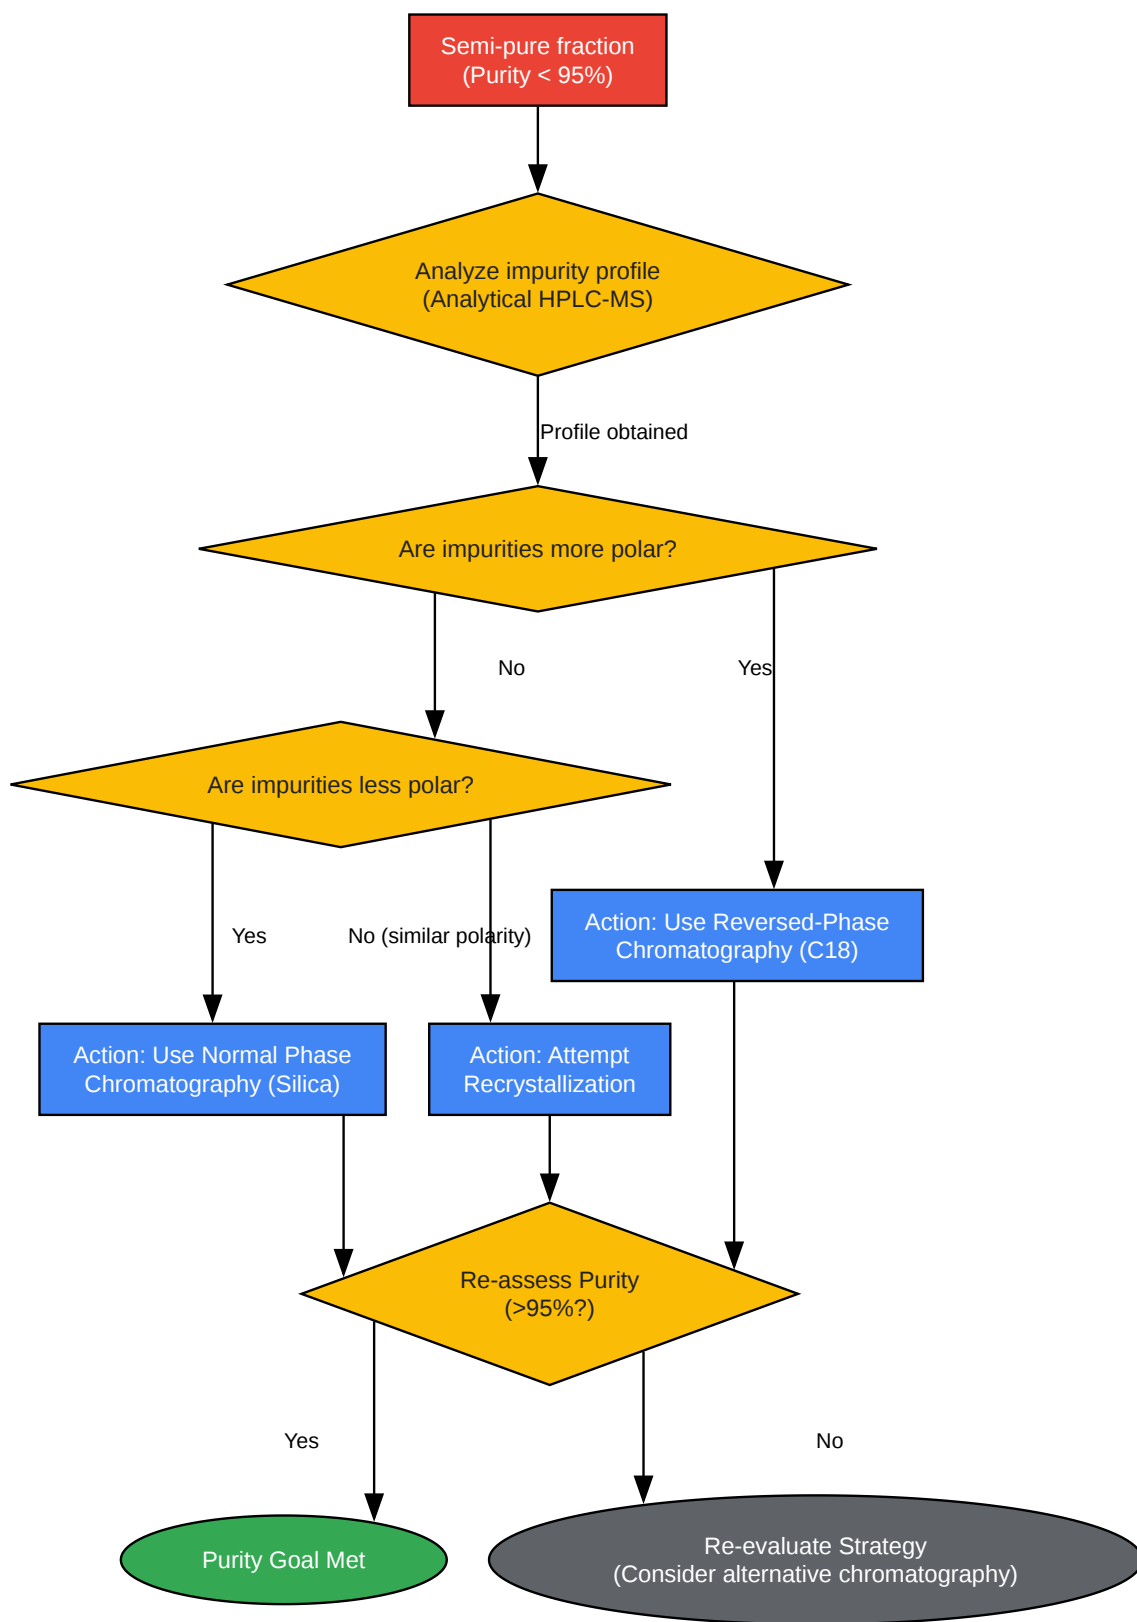 Semi-pure fraction
(Purity < 95%)
Analyze impurity profile
(Analytical HPLC-MS)
Profile obtained
Are impurities more polar?
No
Yes
Are impurities less polar?
Yes
No (similar polarity)
Action: Use Reversed-Phase
Chromatography (C18)
Action: Use Normal Phase
Chromatography (Silica)
Action: Attempt
Recrystallization
Re-assess Purity
(>95%?)
Yes
No
Purity Goal Met
Re-evaluate Strategy
(Consider alternative chromatography)